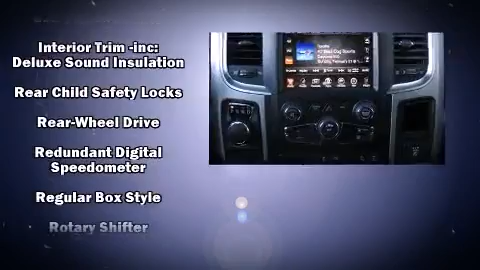 Interior Trim -inc:
Deluxe Sound Insulation
Rear Child Safety Locks
Rear-Wheel Drive
Redundant Digital
Speedometer
Regular Box Style
Rotary Shifter